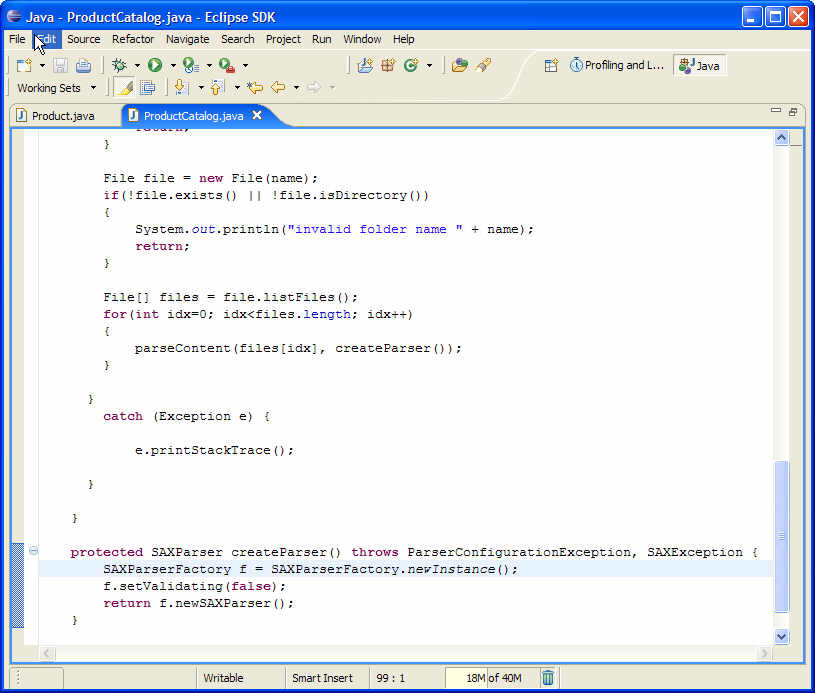 Java - ProductCatalog.java - Eclipse SDK
File Edit Source Refactor Navigate Search Project Run Window Help
Profiling and L... Java
Working Sets
Product.java ProductCatalog.java
return;
}
File file = new File(name);
if(!file.exists() || !file.isDirectory())
{
System.out.println("invalid folder name " + name);
return;
}
File[] files = file.listFiles();
for(int idx=0; idx<files.length; idx++)
{
parseContent(files[idx], createParser());
}
}
catch (Exception e) {
e.printStackTrace();
}
}
protected SAXParser createParser() throws ParserConfigurationException, SAXException {
SAXParserFactory f = SAXParserFactory.newInstance();
f.setValidating(false);
return f.newSAXParser();
}
Writable Smart Insert 99 : 1 18M of 40M